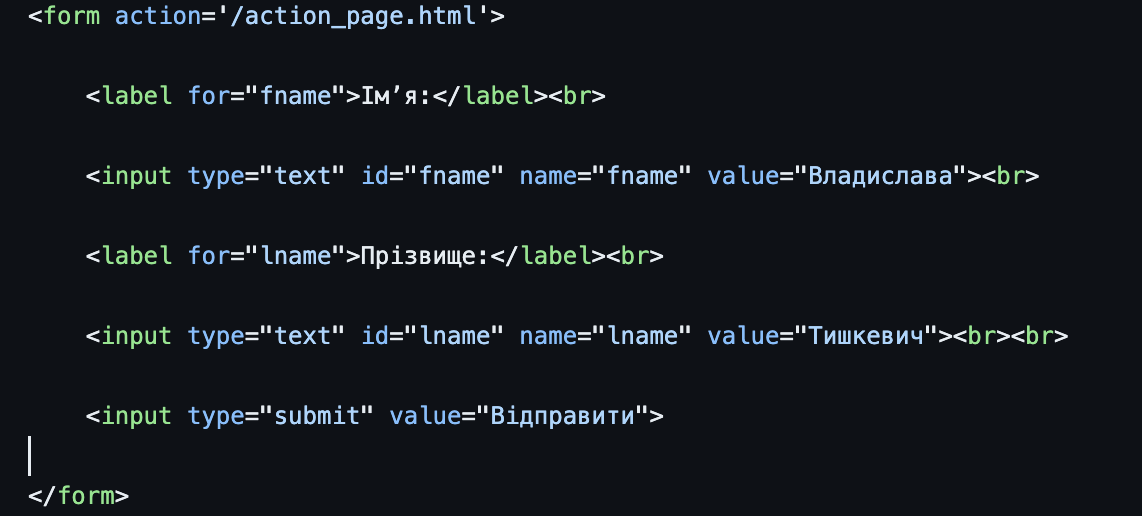 <form action='/action_page.html'>
<label for="fname">Ім’я:</label><br>
<input type="text" id="fname" name="fname" value="Владислава"><br>
<label for="lname">Прізвище:</label><br>
<input type="text" id="lname" name="lname" value="Тишкевич"><br><br>
<input type="submit" value="Відправити">
</form>